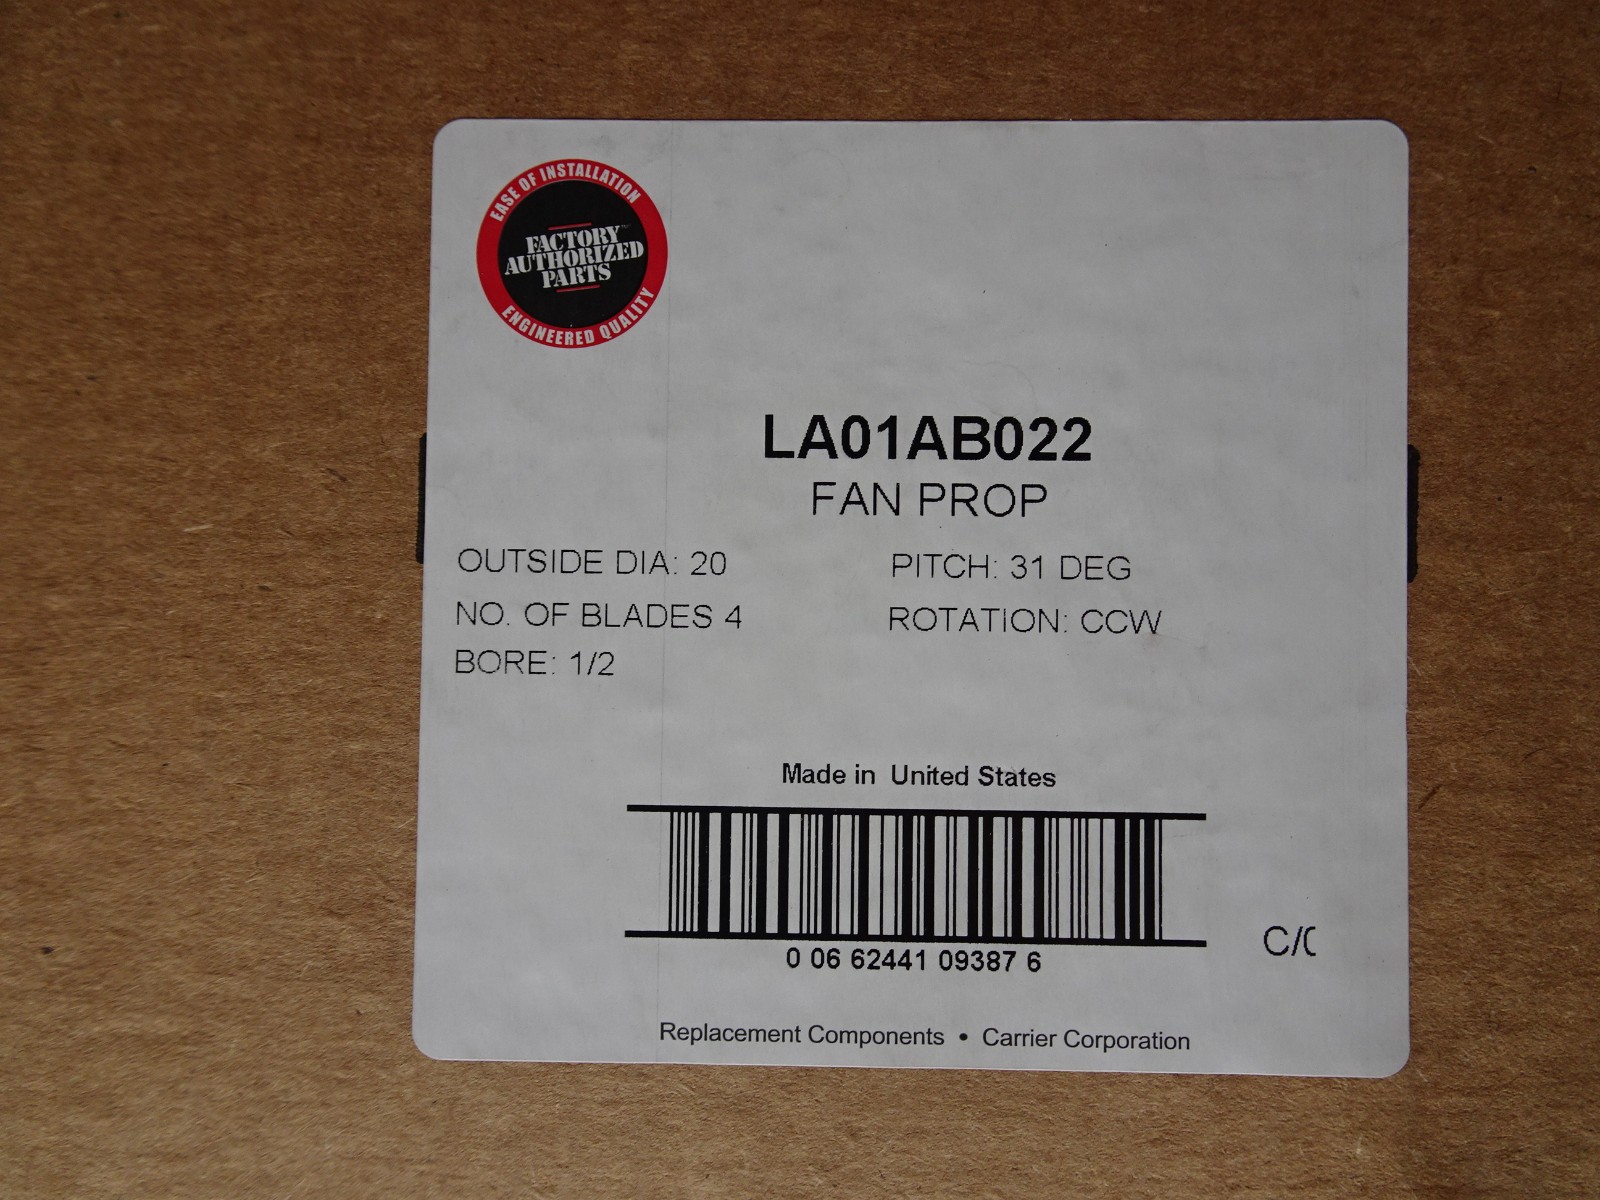 EASE OF INSTALLATION
FACTORY™
AUTHORIZED
PARTS
ENGINEERED QUALITY
LA01AB022
FAN PROP
OUTSIDE DIA: 20
PITCH: 31 DEG
NO. OF BLADES 4
ROTATION: CCW
BORE: 1/2
Made in United States
0 06 62441 09387 6
Replacement Components • Carrier Corporation